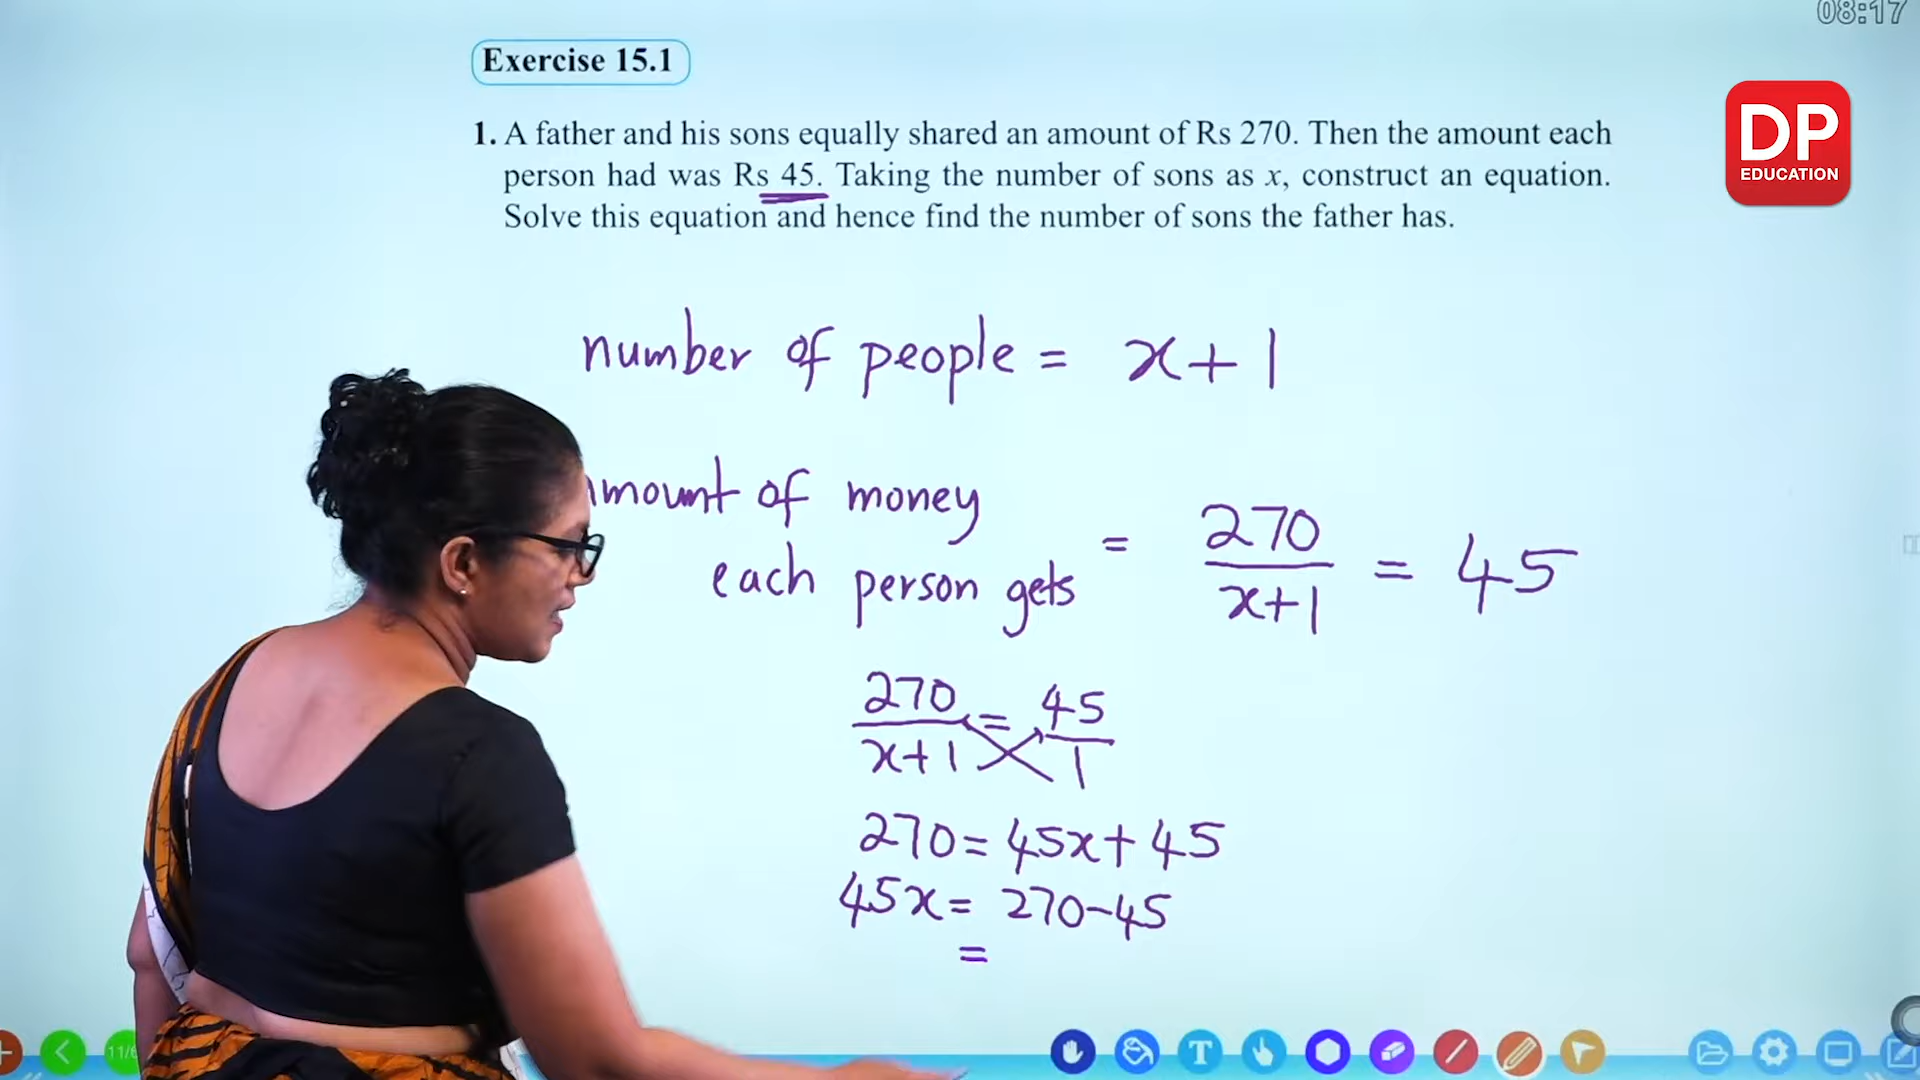 08:17
Exercise 15.1
DP
EDUCATION
1. A father and his sons equally shared an amount of Rs 270. Then the amount each
person had was Rs 45. Taking the number of sons as x, construct an equation.
Solve this equation and hence find the number of sons the father has.
number of people = x+1
mount of money
each person gets = 270/x+1 = 45
270/x+1 = 45/1
270 = 45x + 45
45x = 270-45
=
11/6
T